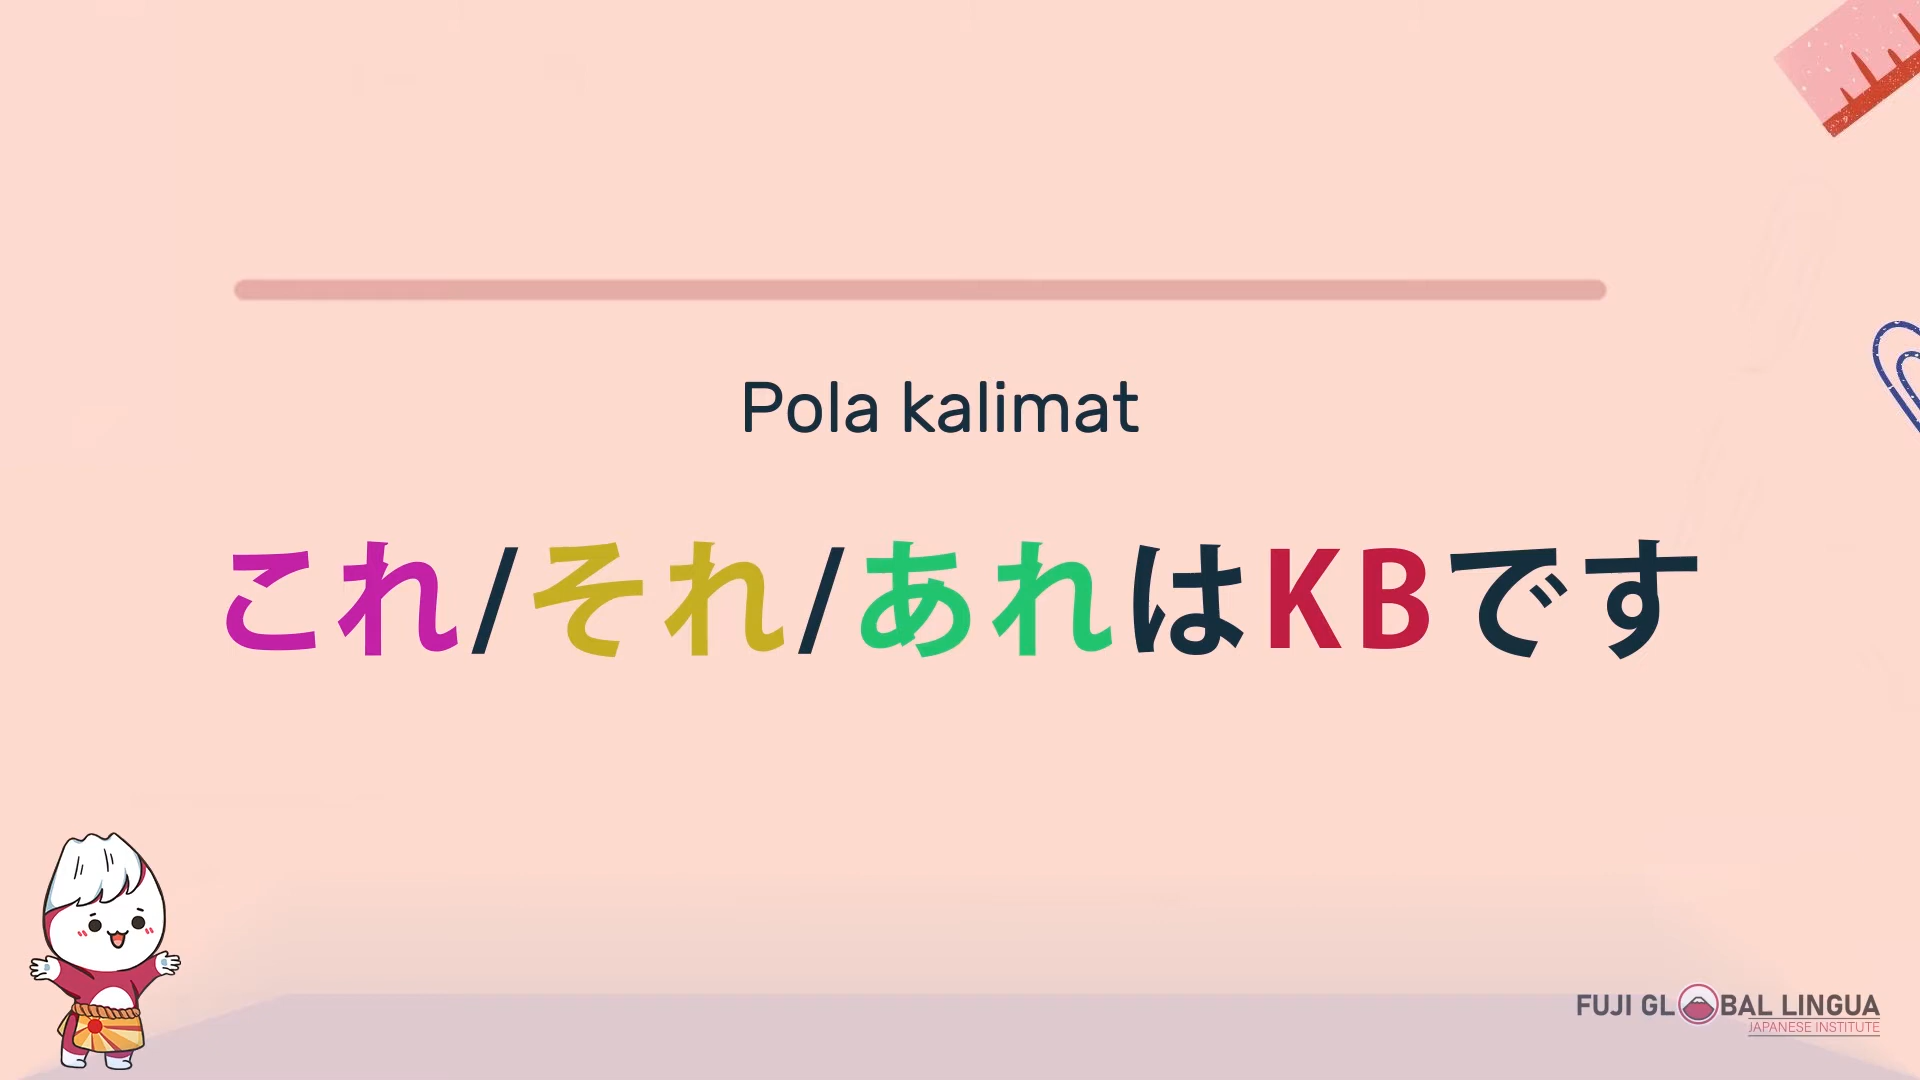 Pola kalimat
これ/それ/あれはKBです
FUJI GLOBAL LINGUA
JAPANESE INSTITUTE